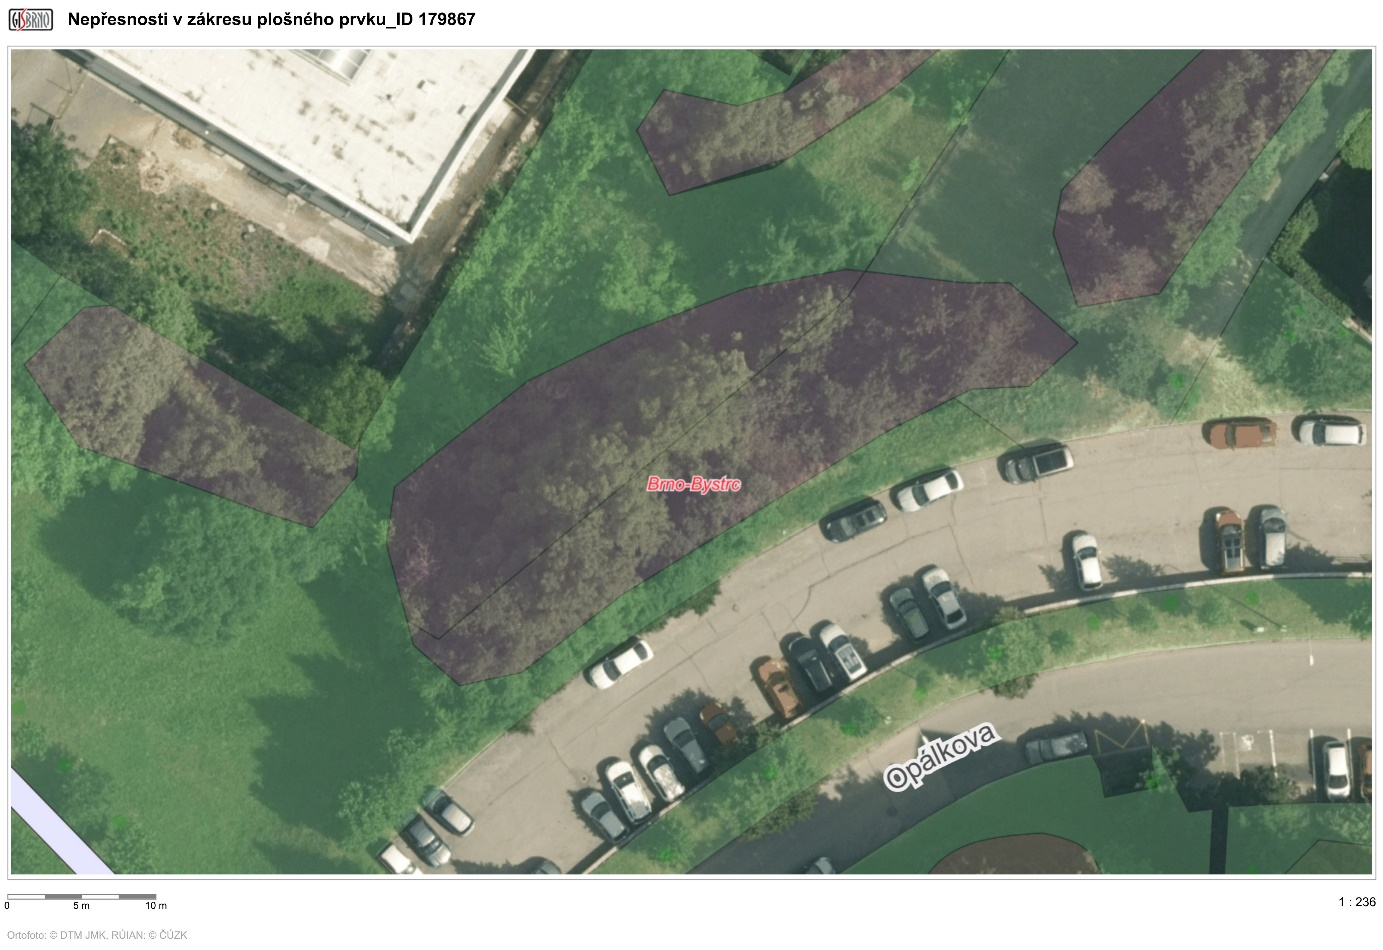 GISBRNO
Nepřesnosti v zákresu plošného prvku_ID 179867
Brno-Bystrc
Opálkova
0 5 m 10 m
1 : 236
Ortofoto: © DTM JMK, RÚIAN: © ČÚZK